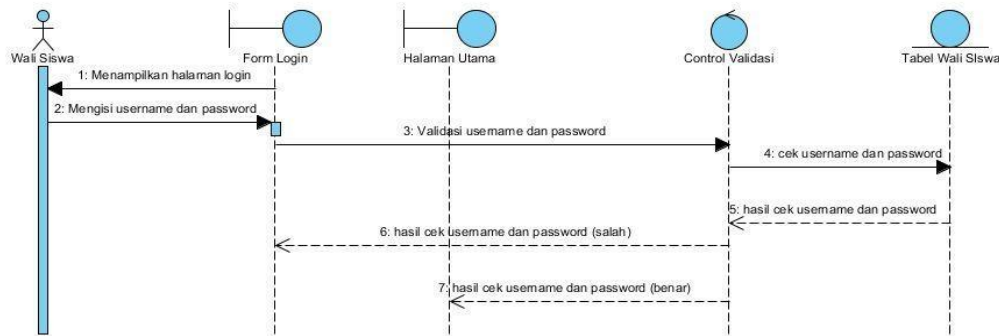 Wali Siswa
Form Login
Halaman Utama
Control Validasi
Tabel Wali SIswa
1: Menampilkan halaman login
2: Mengisi username dan password
3: Validasi username dan password
4: cek username dan password
5: hasil cek username dan password
6: hasil cek username dan password (salah)
7: hasil cek username dan password (benar)